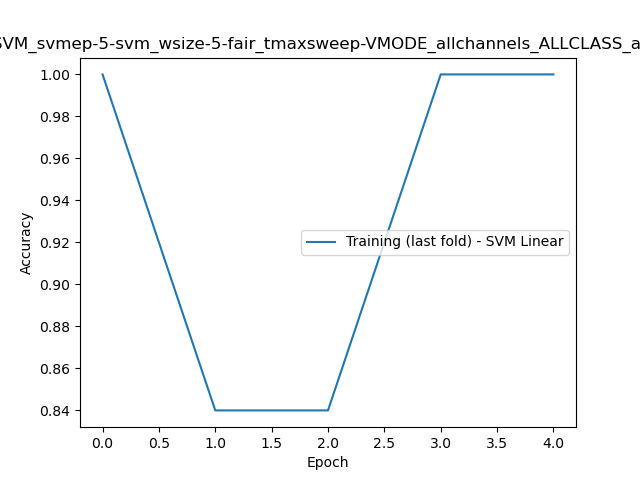 SVM_svmep-5-svm_wsize-5-fair_tmaxsweep-VMODE_allchannels_ALLCLASS_a
1.00
0.98
0.96
0.94
0.92
0.90
0.88
0.86
0.84
Accuracy
Training (last fold) - SVM Linear
0.0 0.5 1.0 1.5 2.0 2.5 3.0 3.5 4.0
Epoch